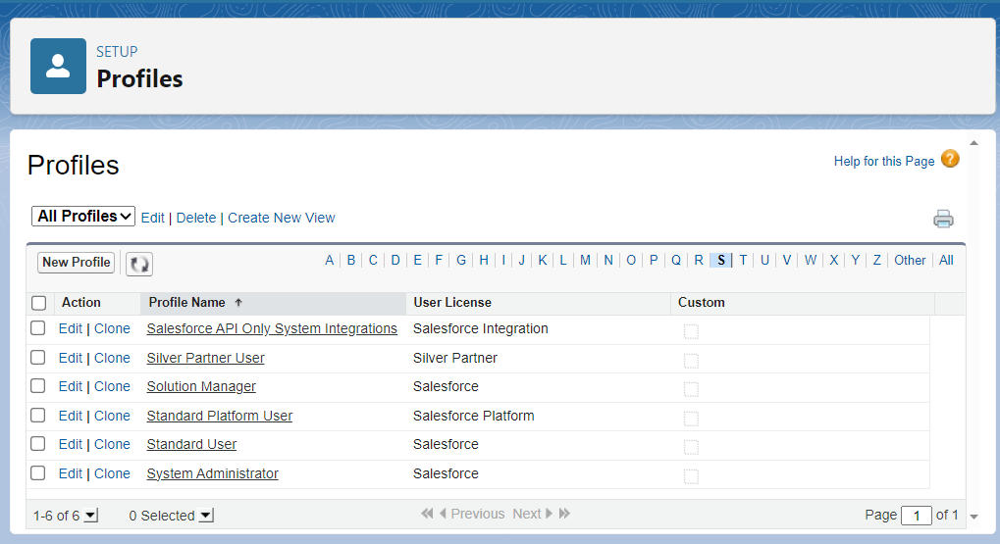 SETUP
Profiles
Profiles
Help for this Page ?
All Profiles Edit | Delete | Create New View
New Profile A B C D E F G H I J K L M N O P Q R S T U V W X Y Z Other All
Action Profile Name User License Custom
Edit | Clone Salesforce API Only System Integrations Salesforce Integration
Edit | Clone Silver Partner User Silver Partner
Edit | Clone Solution Manager Salesforce
Edit | Clone Standard Platform User Salesforce Platform
Edit | Clone Standard User Salesforce
Edit | Clone System Administrator Salesforce
1-6 of 6 0 Selected Previous Next Page 1 of 1